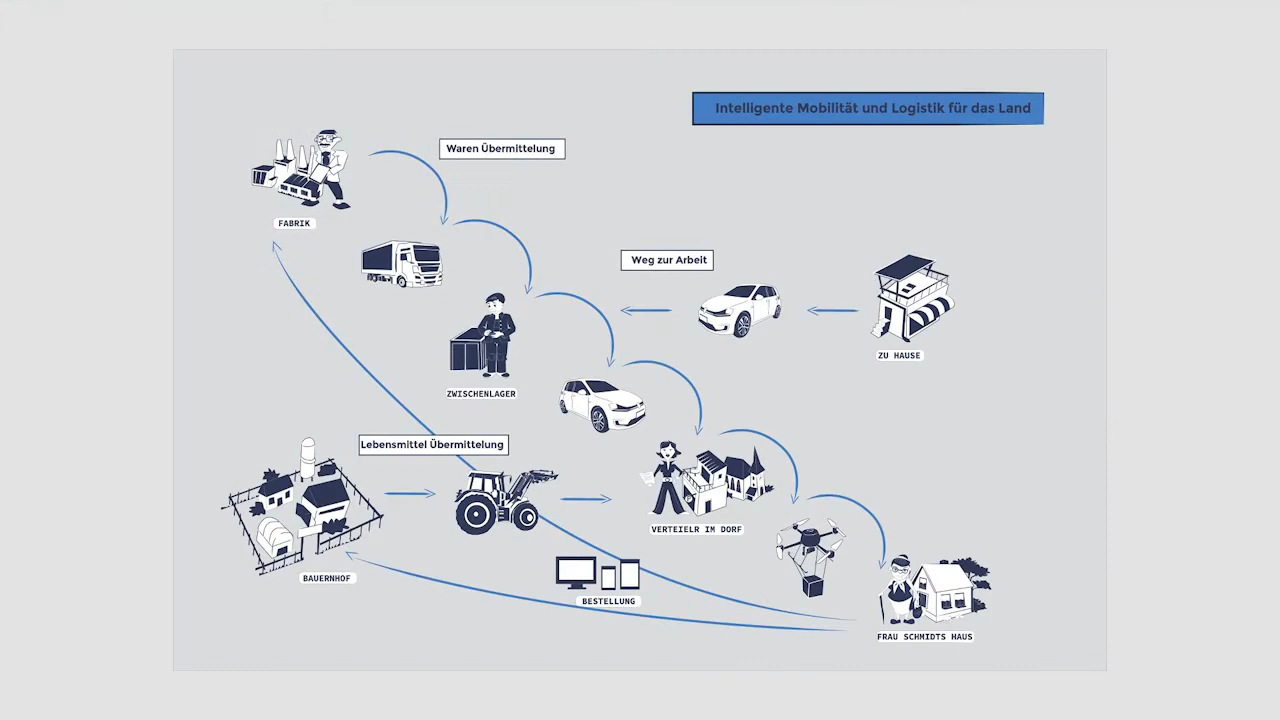 Intelligente Mobilität und Logistik für das Land
Waren Übermittelung
FABRIK
Weg zur Arbeit
ZU HAUSE
ZWISCHENLAGER
Lebensmittel Übermittelung
VERTEIELR IM DORF
BAUERNHOF
BESTELLUNG
FRAU SCHMIDTS HAUS